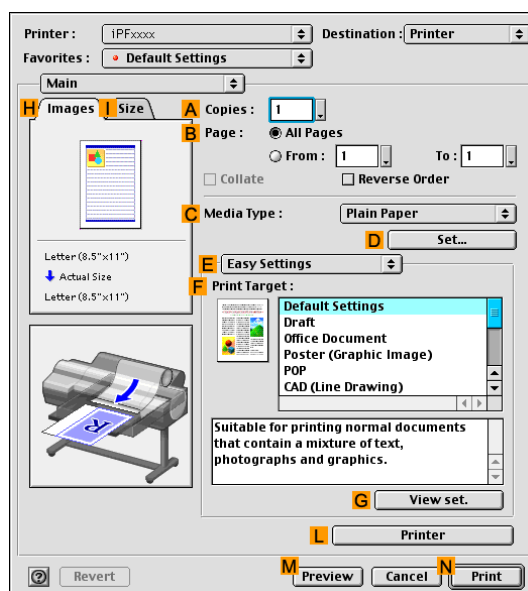 Printer : iPFxxxx Destination : Printer
Favorites : Default Settings
Main
H Images I Size
A Copies : 1
B Page : All Pages
From : 1 To : 1
Collate Reverse Order
C Media Type : Plain Paper
D Set...
Letter (8.5"x11")
Actual Size
Letter (8.5"x11")
E Easy Settings
F Print Target :
Default Settings
Draft
Office Document
Poster (Graphic Image)
POP
CAD (Line Drawing)
R
Suitable for printing normal documents
that contain a mixture of text,
photographs and graphics.
G View set.
L Printer
? Revert M Preview Cancel N Print